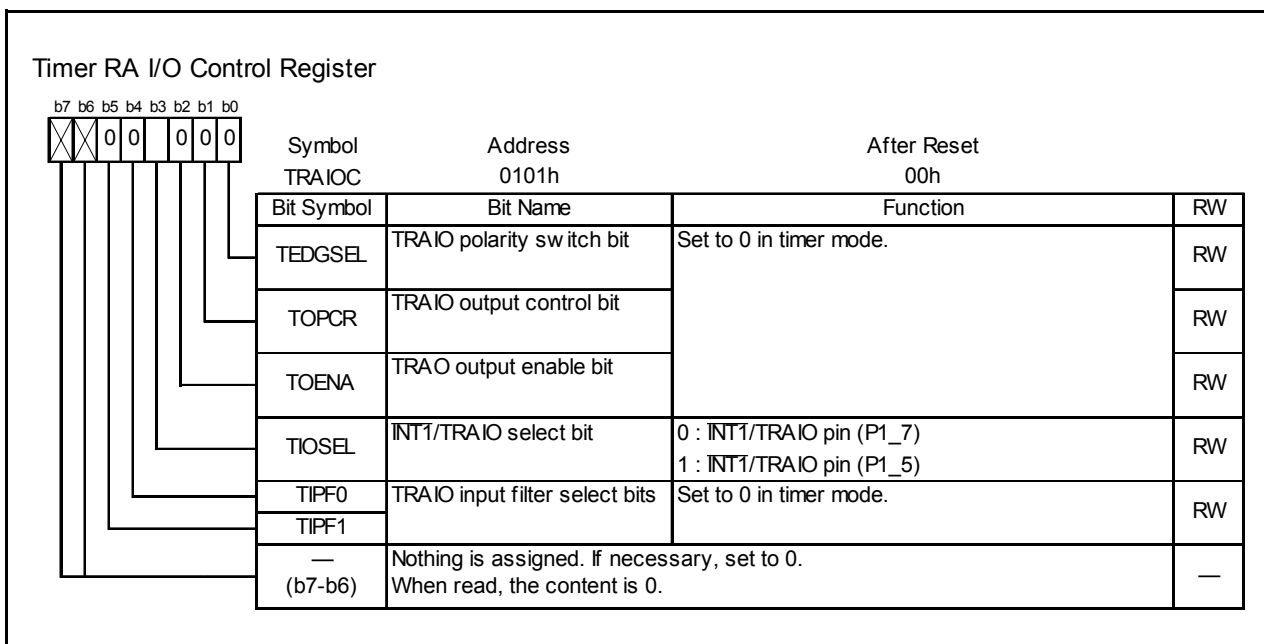 Timer RA I/O Control Register
b7 b6 b5 b4 b3 b2 b1 b0
0 0 0 0 0
Symbol Address After Reset
TRAIOC 0101h 00h
Bit Symbol Bit Name Function RW
TEDGSEL TRAIO polarity switch bit Set to 0 in timer mode. RW
TOPCR TRAIO output control bit RW
TOENA TRAO output enable bit RW
TIOSEL INT1/TRAIO select bit 0 : INT1/TRAIO pin (P1_7) RW
1 : INT1/TRAIO pin (P1_5)
TIPF0 TRAIO input filter select bits Set to 0 in timer mode. RW
TIPF1
— Nothing is assigned. If necessary, set to 0. —
(b7-b6) When read, the content is 0.